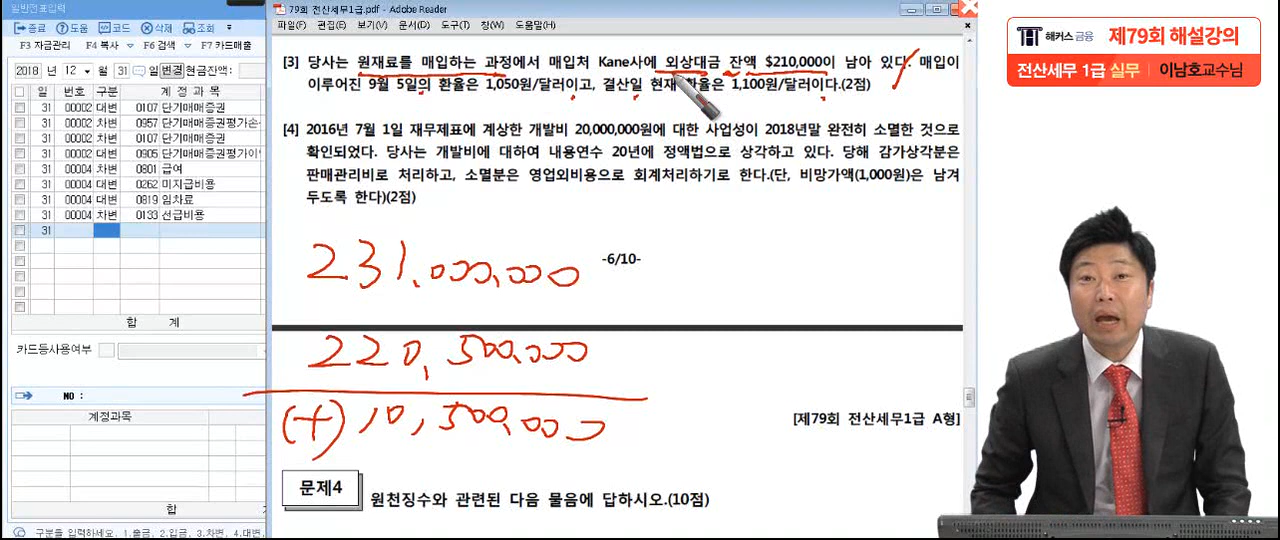 일반전표입력
종료 도움 코드 삭제 조회
F3 자금관리 F4 복사 F6 검색 F7 카드매출
2018 년 12 월 31 일 변경 현금잔액:
일 번호 구분 계 정 과 목
31 00002 대변 0107 단기매매증권
31 00002 차변 0957 단기매매증권평가손
31 00002 차변 0107 단기매매증권
31 00002 대변 0905 단기매매증권평가이
31 00004 차변 0801 급여
31 00004 대변 0262 미지급비용
31 00004 대변 0819 임차료
31 00004 차변 0133 선급비용
31
합 계
카드등사용여부
NO :
계정과목
합
구분을 입력하세요. 1.출금, 2.입금, 3.차변, 4.대변,
79회 전산세무1급.pdf - Adobe Reader
파일(F) 편집(E) 보기(V) 문서(D) 도구(T) 창(W) 도움말(H)
[3] 당사는 원재료를 매입하는 과정에서 매입처 Kane사에 외상대금 잔액 $210,000이 남아 있다. 매입이
이루어진 9월 5일의 환율은 1,050원/달러이고, 결산일 현재 환율은 1,100원/달러이다.(2점)
[4] 2016년 7월 1일 재무제표에 계상한 개발비 20,000,000원에 대한 사업성이 2018년말 완전히 소멸한 것으로
확인되었다. 당사는 개발비에 대하여 내용연수 20년에 정액법으로 상각하고 있다. 당해 감가상각분은
판매관리비로 처리하고, 소멸분은 영업외비용으로 회계처리하기로 한다.(단, 비망가액(1,000원)은 남겨
두도록 한다)(2점)
231,000,000
-6/10-
220,500,000
(+) 10,500,000
[제79회 전산세무1급 A형]
문제4 원천징수와 관련된 다음 물음에 답하시오.(10점)
해커스 금융 제79회 해설강의
전산세무 1급 실무 이남호교수님